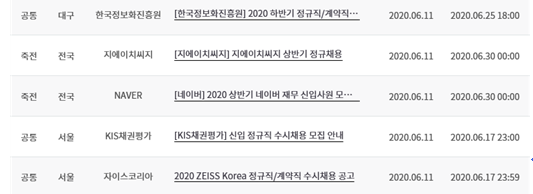 공통 대구 한국정보화진흥원 [한국정보화진흥원] 2020 하반기 정규직/계약직… 2020.06.11 2020.06.25 18:00
죽전 전국 지에이치씨지 [지에이치씨지] 지에이치씨지 상반기 정규채용 2020.06.11 2020.06.30 00:00
죽전 전국 NAVER [네이버] 2020 상반기 네이버 재무 신입사원 모… 2020.06.11 2020.06.30 00:00
공통 서울 KIS채권평가 [KIS채권평가] 신입 정규직 수시채용 모집 안내 2020.06.11 2020.06.17 23:00
공통 서울 자이스코리아 2020 ZEISS Korea 정규직/계약직 수시채용 공고 2020.06.11 2020.06.17 23:59